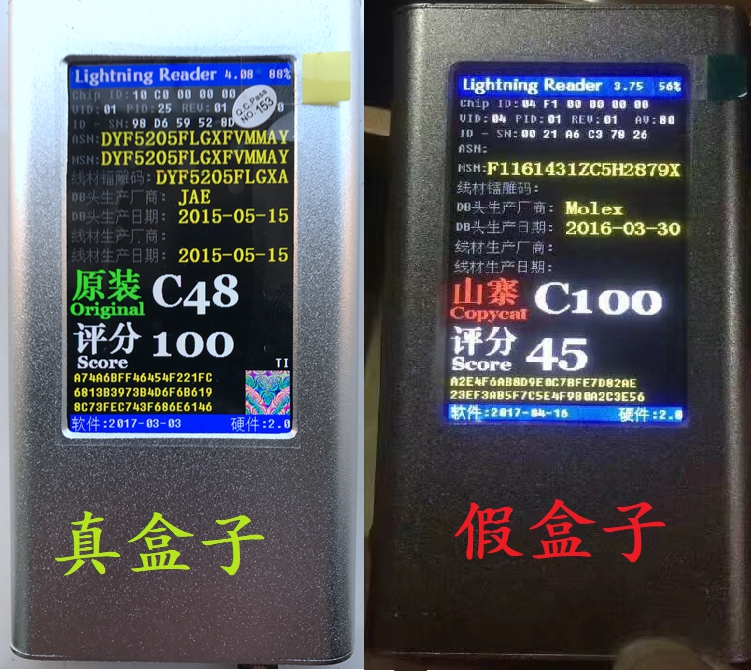 Lightning Reader 4.08 88%
Chip ID: 10 C0 00 00 00
VID:01 PID:25 REV:01
Q.C.Pass
NO.153
ID - SN:98 D6 59 52 8D
ASN:DYF5205FLGXFVMMAY
MSN:DYF5205FLGXFVMMAY
线材镭雕码: DYF5205FLGXA
DB头生产厂商: JAE
DB头生产日期: 2015-05-15
线材生产厂商:
线材生产日期: 2015-05-15
原装 C48
Original
评分 100
Score
TI
A74A6BFF46454F221FC
6813B3973B4D6F6B619
8C73FEC743F686E6146
软件:2017-03-03 硬件:2.0
真盒子
Lightning Reader 3.75 56%
Chip ID:04 F1 00 00 00 00
VID:04 PID:01 REV:01 AV:80
ID - SN:00 21 A6 C3 78 26
ASN:
MSN:F1161431ZC5H2879X
线材镭雕码:
DB头生产厂商: Molex
DB头生产日期: 2016-03-30
线材生产厂商:
线材生产日期:
山寨 C100
Copycat
评分 45
Score
A2E4F6AB8D9E0C7BFE7D82AE
23EF3AB5F7C5E4F9B0A2C3E56
软件:2017-04-16 硬件:2.0
假盒子